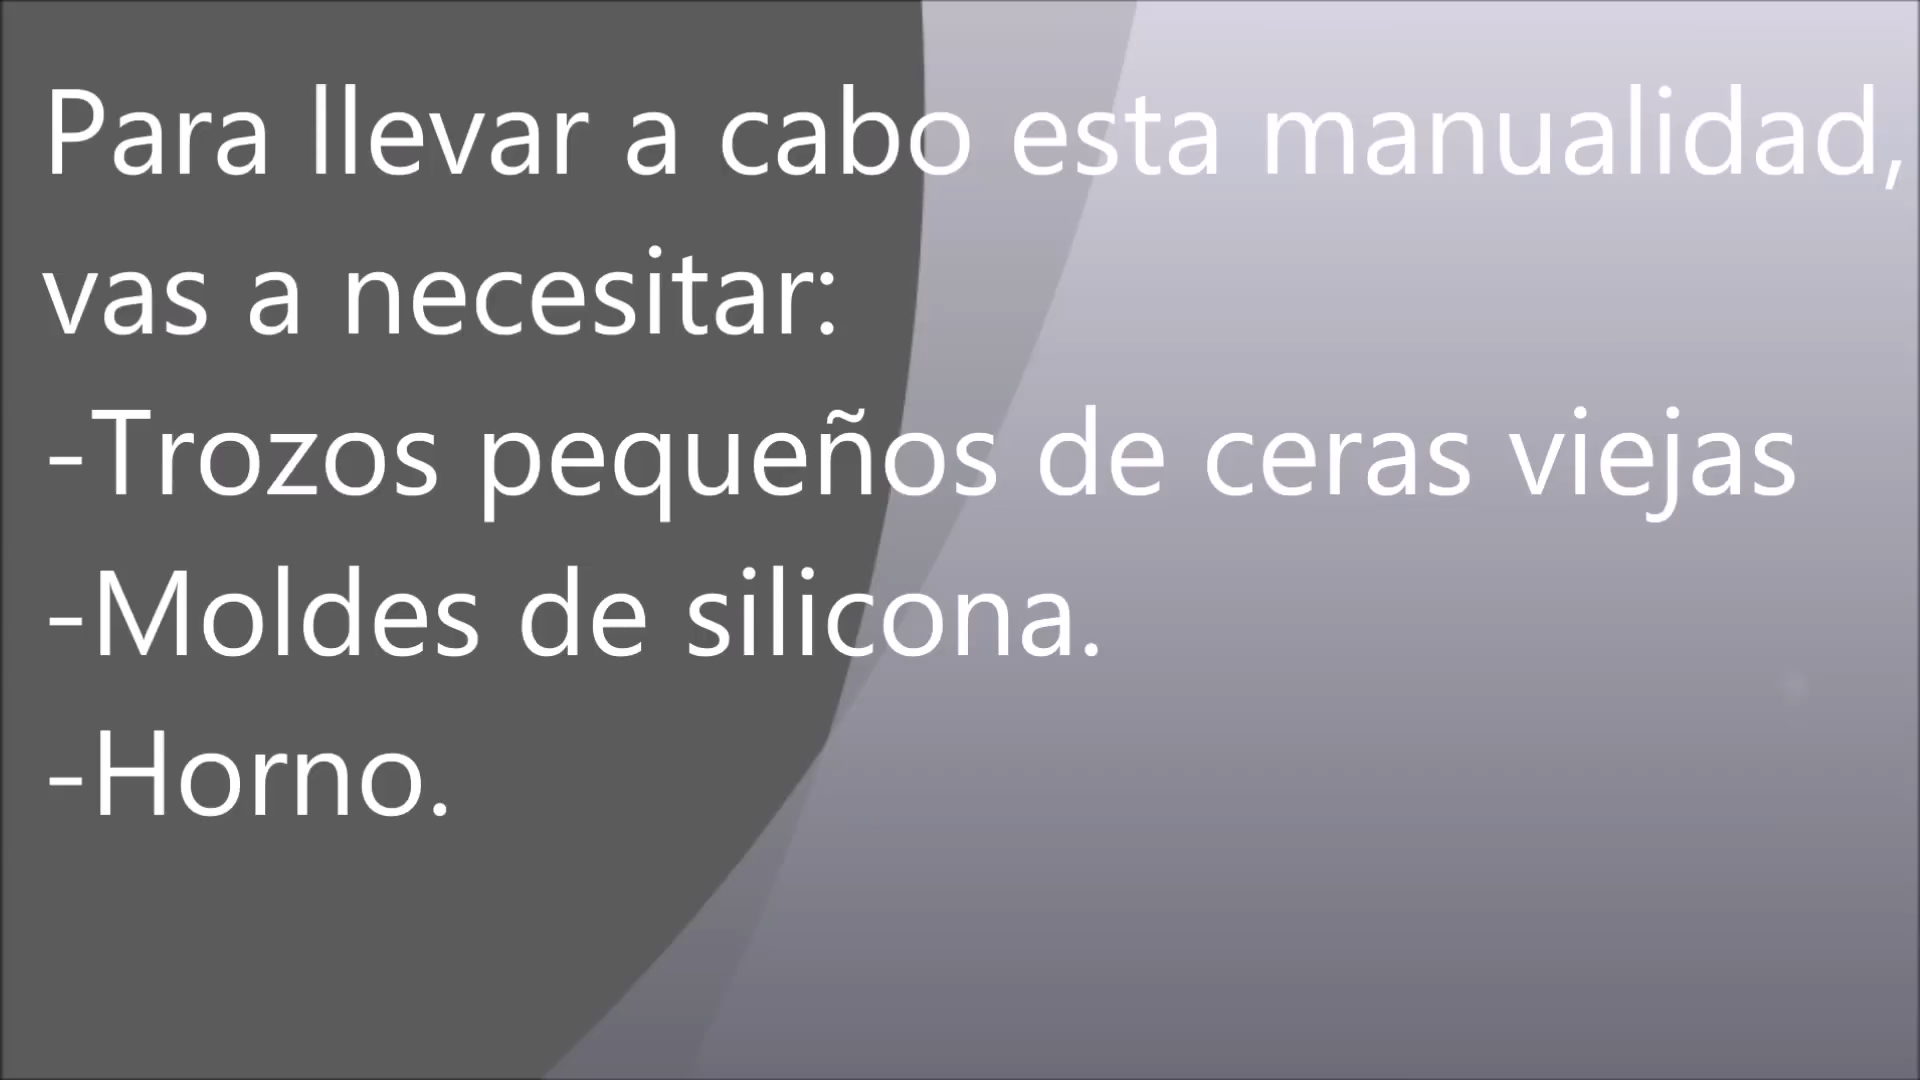 Para llevar a cabo esta manualidad,
vas a necesitar:
-Trozos pequeños de ceras viejas
-Moldes de silicona.
-Horno.